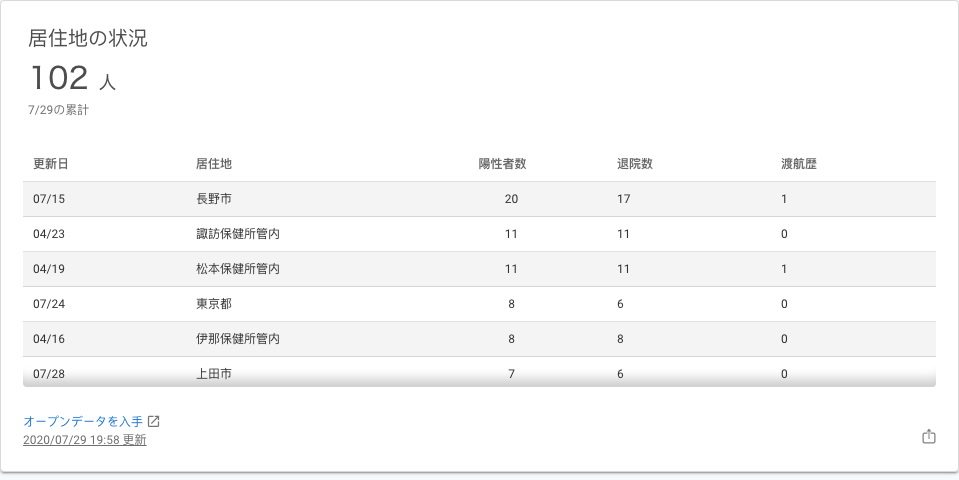 居住地の状況
102 人
7/29の累計
更新日 居住地 陽性者数 退院数 渡航歴
07/15 長野市 20 17 1
04/23 諏訪保健所管内 11 11 0
04/19 松本保健所管内 11 11 1
07/24 東京都 8 6 0
04/16 伊那保健所管内 8 8 0
07/28 上田市 7 6 0
オープンデータを入手
2020/07/29 19:58 更新